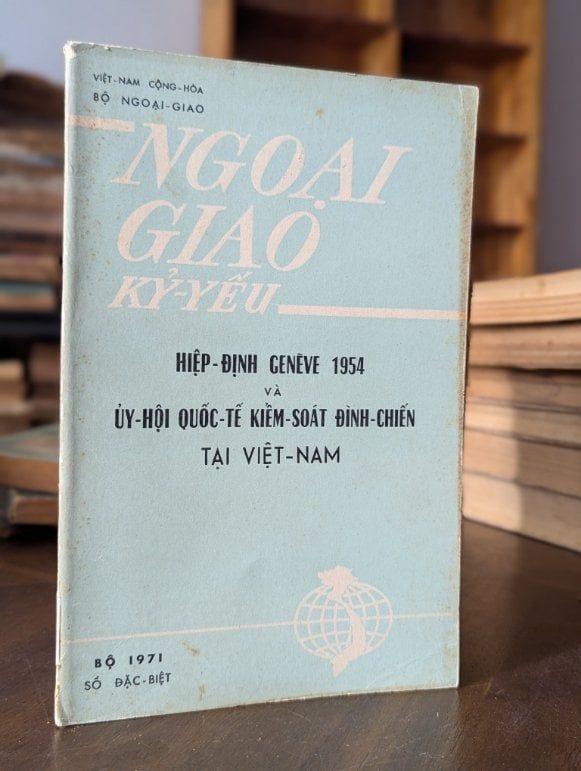 VIỆT-NAM CỘNG-HÒA
BỘ NGOẠI-GIAO
NGOẠI
GIAO
KỶ-YẾU
HIỆP-ĐỊNH GENÈVE 1954
VÀ
ỦY-HỘI QUỐC-TẾ KIỂM-SOÁT ĐÌNH-CHIẾN
TẠI VIỆT-NAM
BỘ 1971
SỐ ĐẶC-BIỆT